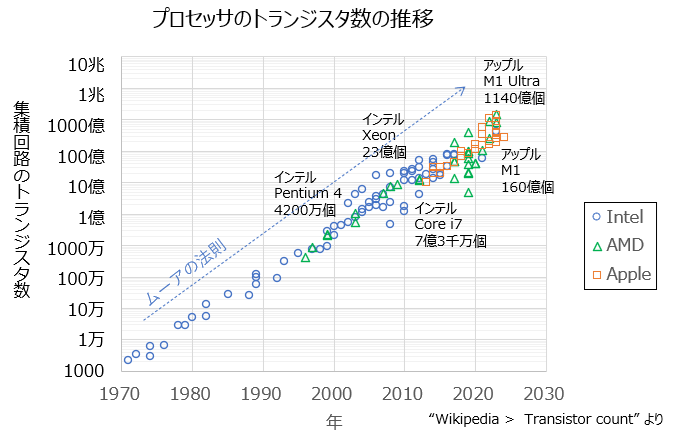 プロセッサのトランジスタ数の推移
集積回路のトランジスタ数
10兆
1兆
1000億
100億
10億
1億
1000万
100万
10万
1万
1000
アップル
M1 Ultra
1140億個
インテル
Xeon
23億個
アップル
M1
160億個
インテル
Pentium 4
4200万個
インテル
Core i7
7億3千万個
ムーアの法則
Intel
AMD
Apple
1970
1980
1990
2000
2010
2020
2030
年
“Wikipedia > Transistor count” より